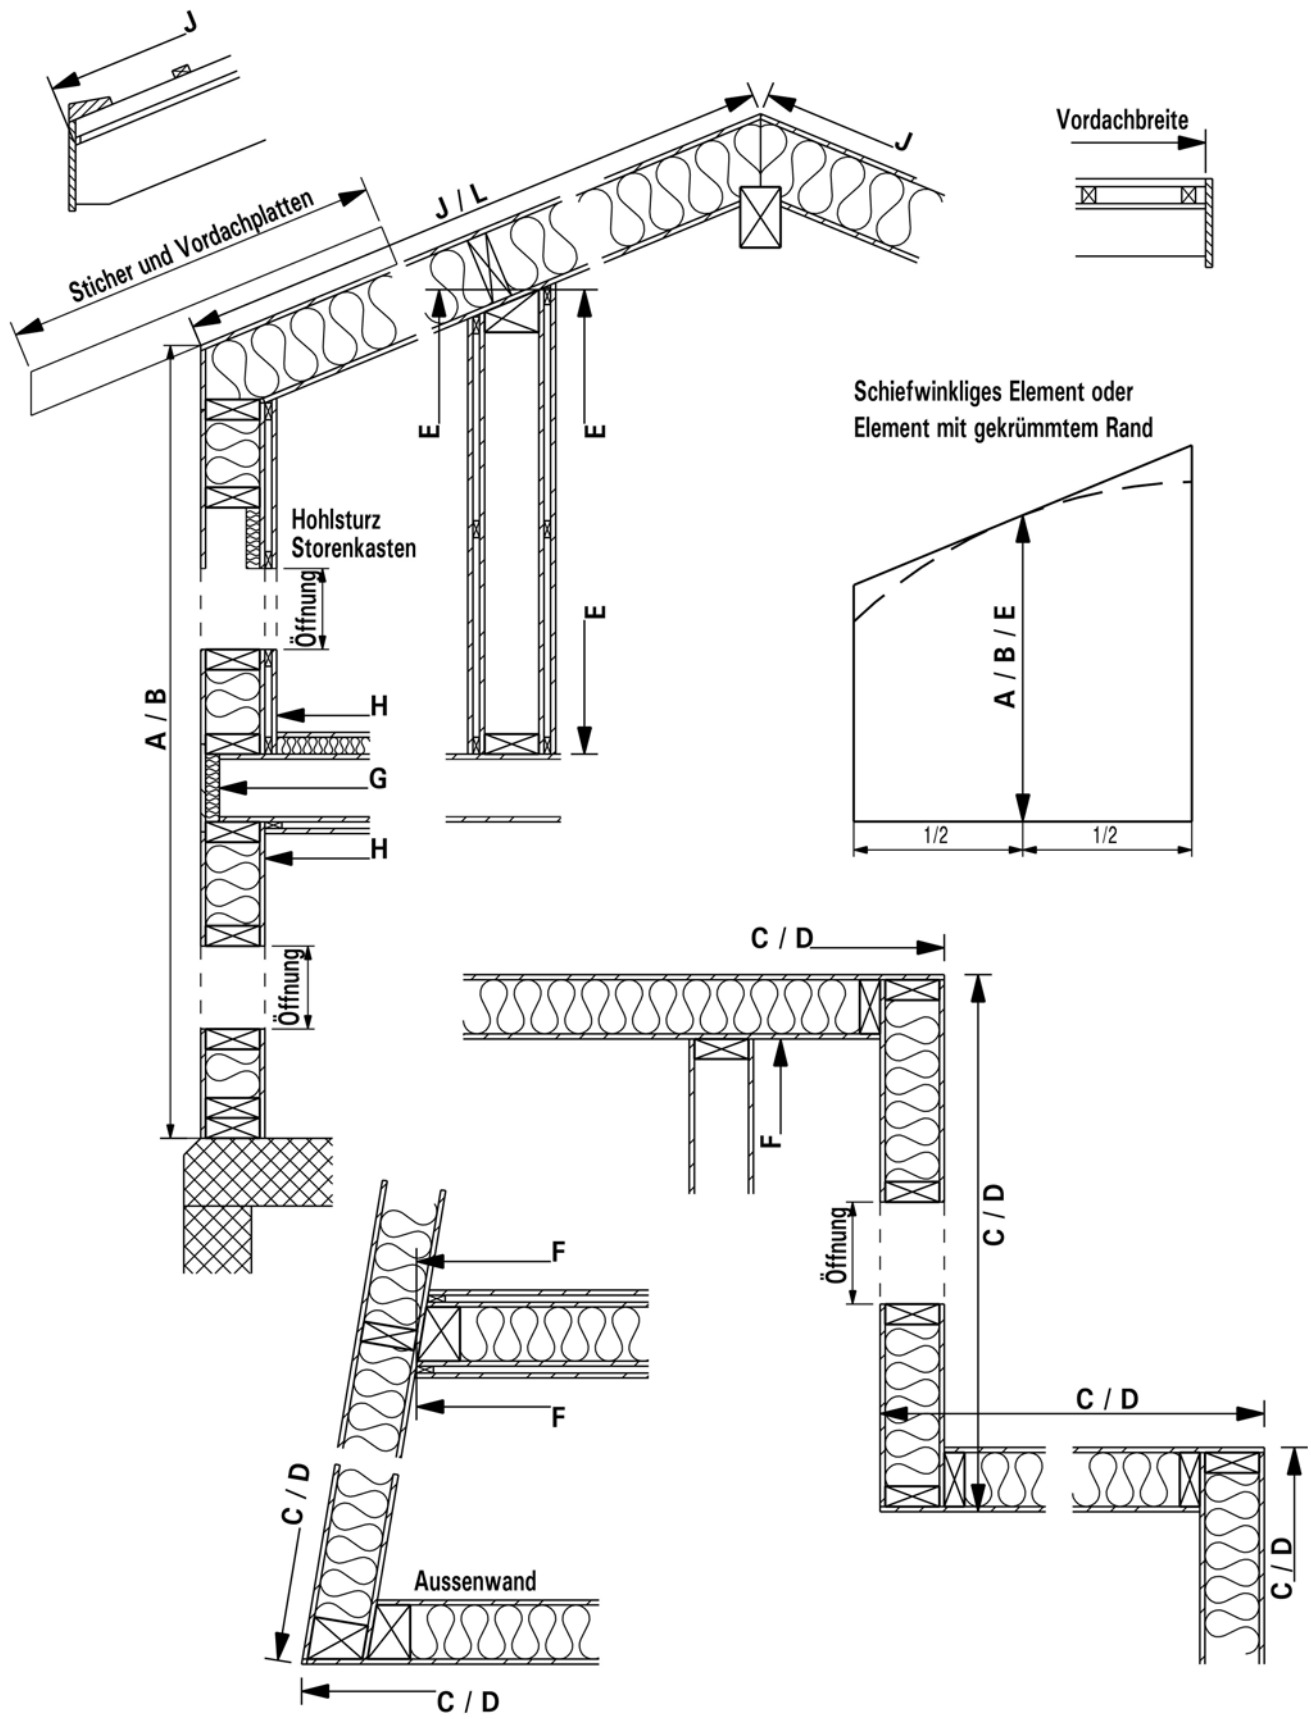 J
Vordachbreite
J
J / L
Sticher und Vordachplatten
E
E
Schiefwinkliges Element oder
Element mit gekrümmtem Rand
Hohlsturz
Storenkasten
Öffnung
E
A / B / E
A / B
H
G
1/2
1/2
H
C / D
Öffnung
F
C / D
Öffnung
F
C / D
F
C / D
C / D
Aussenwand
C / D